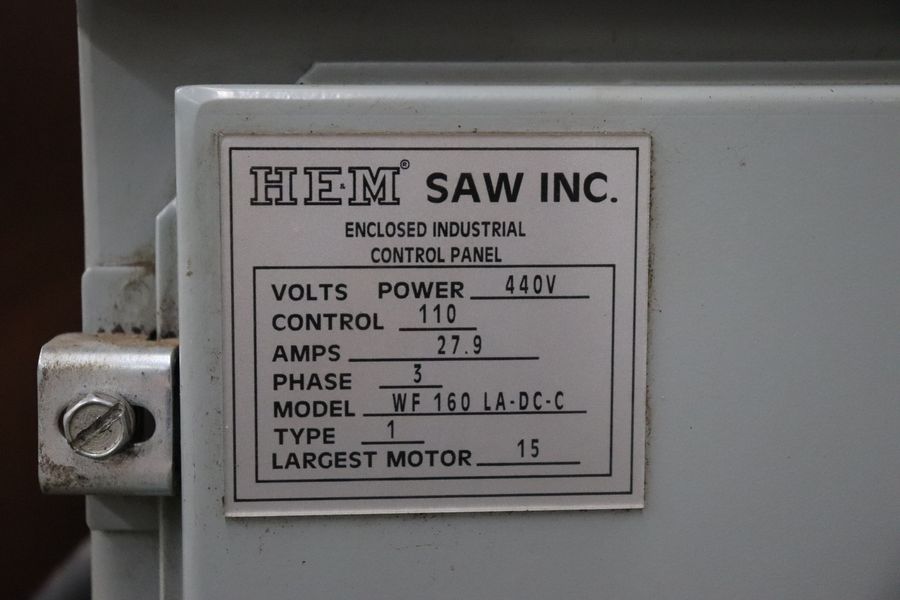 HE&M® SAW INC.
ENCLOSED INDUSTRIAL
CONTROL PANEL
VOLTS POWER 440V
CONTROL 110
AMPS 27.9
PHASE 3
MODEL WF 160 LA-DC-C
TYPE 1
LARGEST MOTOR 15